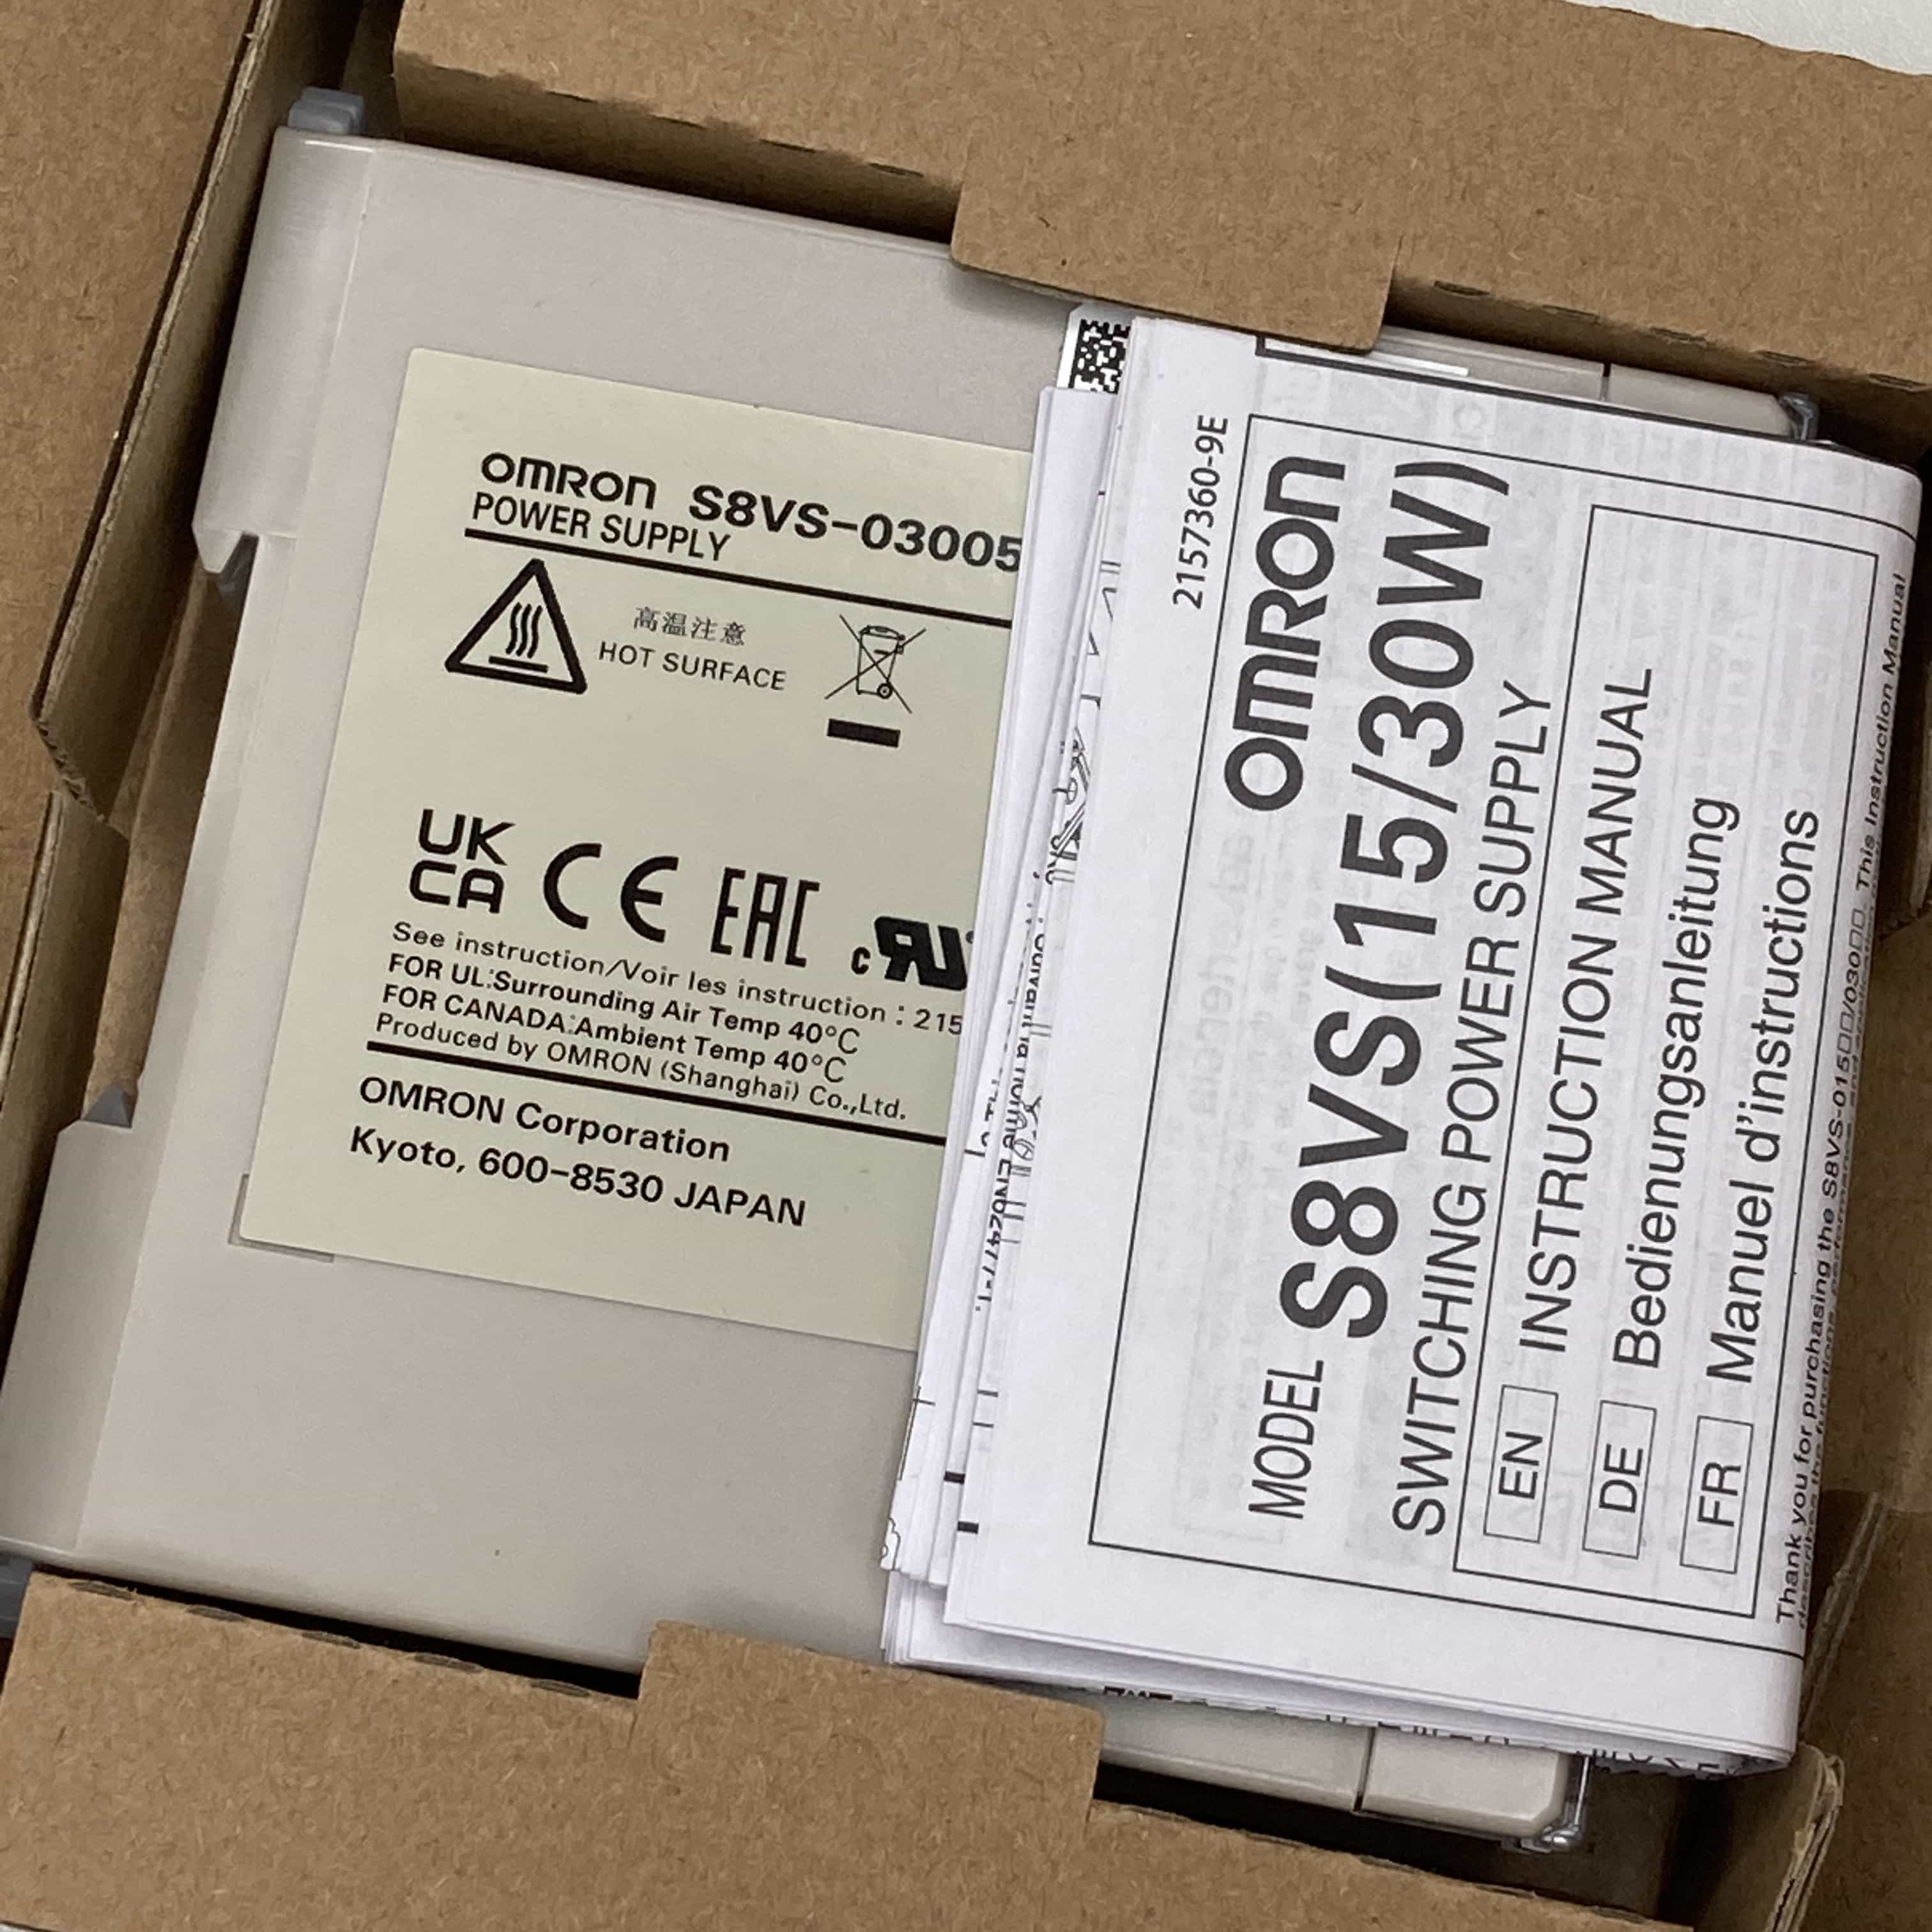 OMRON S8VS-03005
POWER SUPPLY
高温注意
HOT SURFACE
UK
CA CE EAC c RU
See instruction/Voir les instruction : 215
FOR UL:Surrounding Air Temp 40°C
FOR CANADA:Ambient Temp 40°C
Produced by OMRON (Shanghai) Co.,Ltd.
OMRON Corporation
Kyoto, 600-8530 JAPAN
2157360-9E
OMRON
MODEL S8VS(15/30W)
SWITCHING POWER SUPPLY
EN INSTRUCTION MANUAL
DE Bedienungsanleitung
FR Manuel d'instructions
Thank you for purchasing the S8VS-015□□/030□□. This Instruction Manual